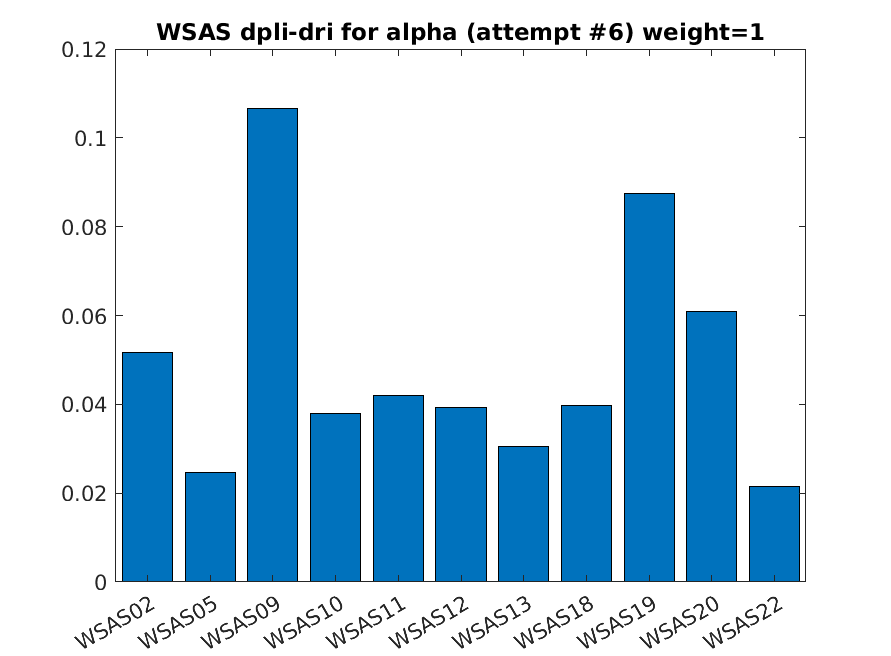 WSAS dpli-dri for alpha (attempt #6) weight=1
0.12
0.1
0.08
0.06
0.04
0.02
0
WSAS02
WSAS05
WSAS09
WSAS10
WSAS11
WSAS12
WSAS13
WSAS18
WSAS19
WSAS20
WSAS22